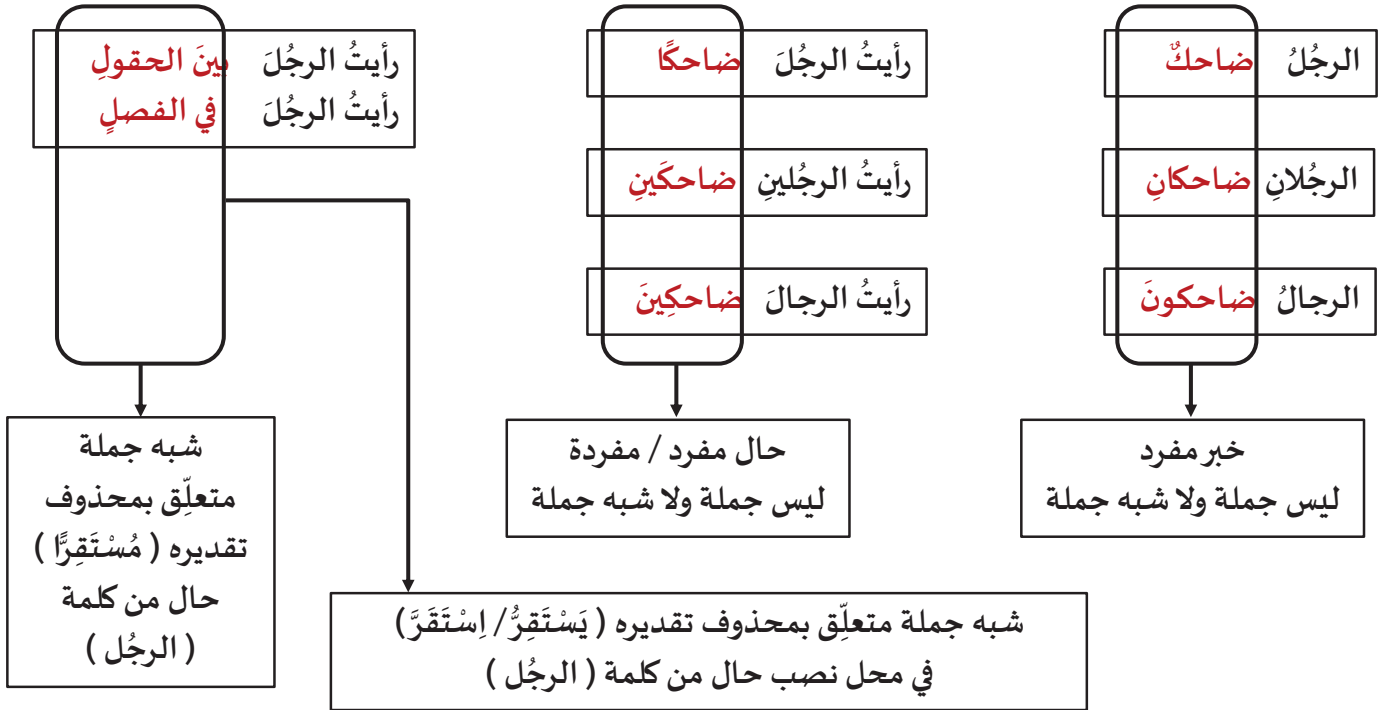 الرجُلُ ضاحكٌ
الرجُلانِ ضاحكانِ
الرجالُ ضاحكونَ
خبر مفرد
ليس جملة ولا شبه جملة
رأيتُ الرجُلَ ضاحكًا
رأيتُ الرجُلينِ ضاحكَينِ
رأيتُ الرجالَ ضاحكِينَ
حال مفرد / مفردة
ليس جملة ولا شبه جملة
رأيتُ الرجُلَ بينَ الحقولِ
رأيتُ الرجُلَ في الفصلٍ
شبه جملة
متعلِّق بمحذوف
تقديره ( مُسْتَقِرًّا )
حال من كلمة
( الرجُل )
شبه جملة متعلِّق بمحذوف تقديره ( يَسْتَقِرُّ/ اِسْتَقَرَّ)
في محل نصب حال من كلمة ( الرجُل )